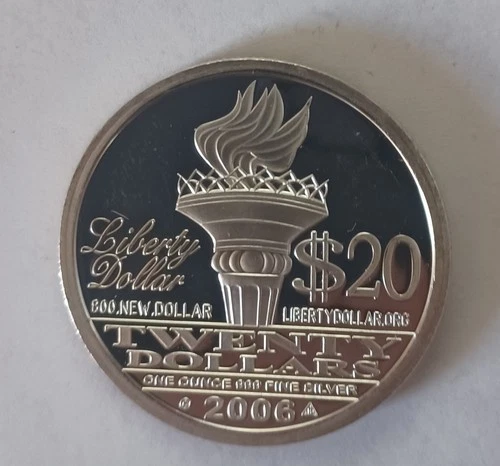 Liberty
Dollar
$20
800.NEW.DOLLAR
LIBERTYDOLLAR.ORG
TWENTY
DOLLARS
ONE OUNCE 999 FINE SILVER
2006